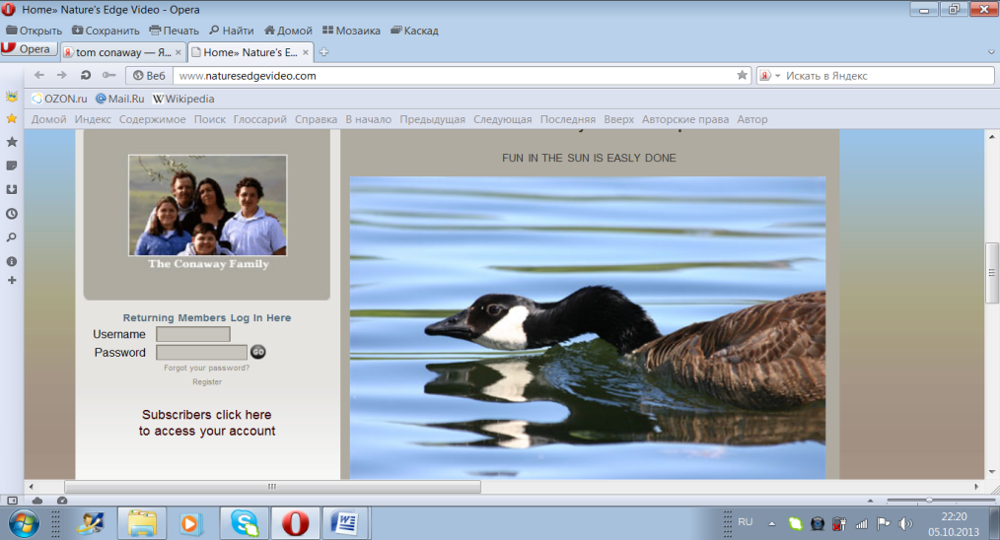 Home» Nature's Edge Video - Opera
Открыть Сохранить Печать Найти Домой Мозаика Каскад
Opera
tom conaway — Я...
Home» Nature's E...
Веб
www.naturesedgevideo.com
Искать в Яндекс
OZON.ru @Mail.Ru Wikipedia
Домой Индекс Содержимое Поиск Глоссарий Справка В начало Предыдущая Следующая Последняя Вверх Авторские права Автор
The Conaway Family
Returning Members Log In Here
Username
Password
GO
Forgot your password?
Register
Subscribers click here
to access your account
FUN IN THE SUN IS EASLY DONE
RU
22:20
05.10.2013